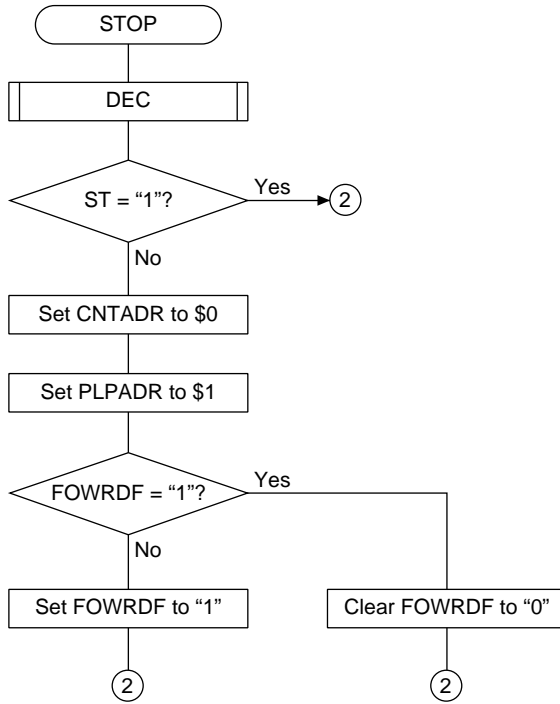 STOP
DEC
ST = “1”?
Yes
2
No
Set CNTADR to $0
Set PLPADR to $1
FOWRDF = “1”?
Yes
No
Set FOWRDF to “1”
Clear FOWRDF to “0”
2
2